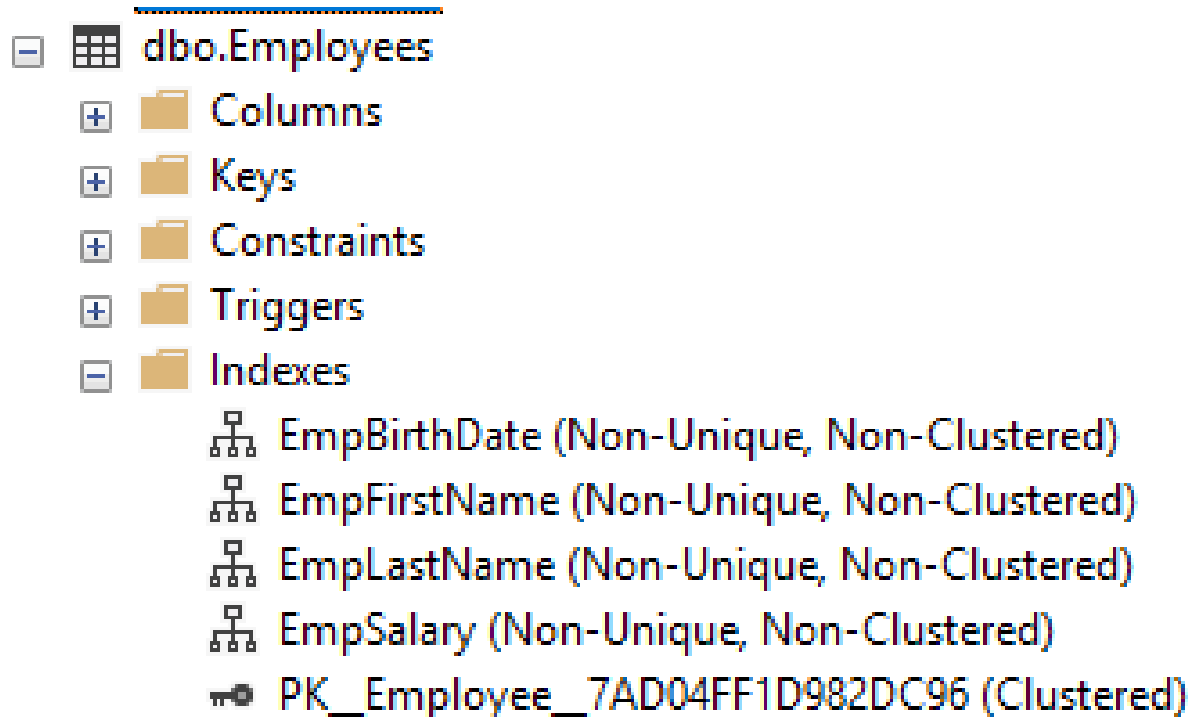 dbo.Employees
Columns
Keys
Constraints
Triggers
Indexes
EmpBirthDate (Non-Unique, Non-Clustered)
EmpFirstName (Non-Unique, Non-Clustered)
EmpLastName (Non-Unique, Non-Clustered)
EmpSalary (Non-Unique, Non-Clustered)
PK__Employee__7AD04FF1D982DC96 (Clustered)